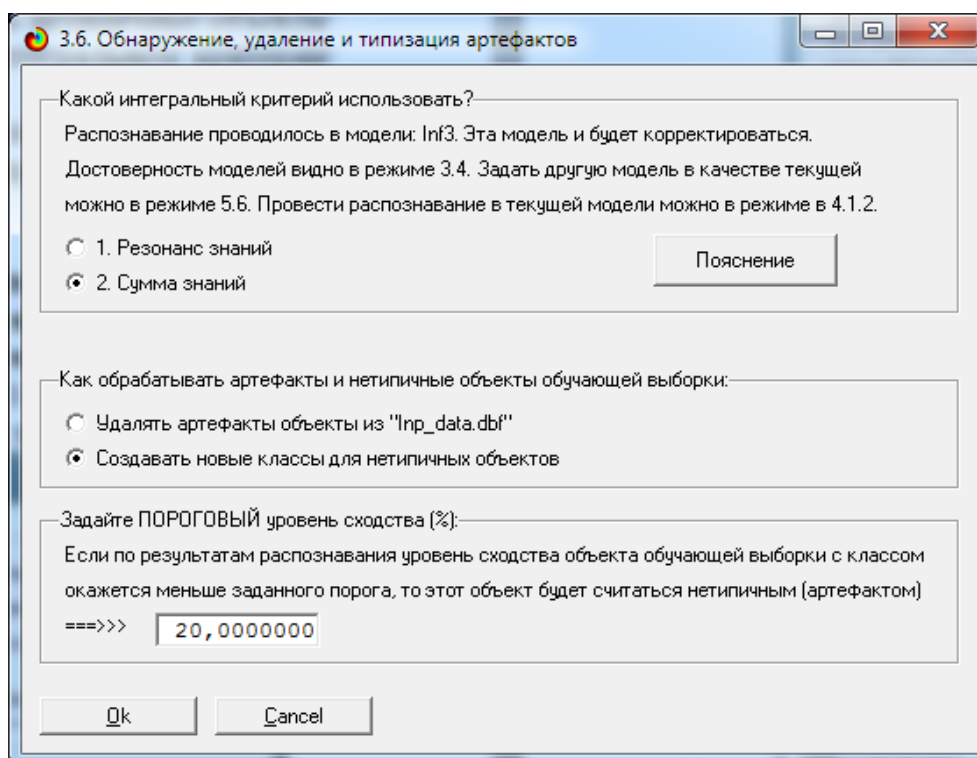 3.6. Обнаружение, удаление и типизация артефактов
Какой интегральный критерий использовать?
Распознавание проводилось в модели: Inf3. Эта модель и будет корректироваться.
Достоверность моделей видно в режиме 3.4. Задать другую модель в качестве текущей
можно в режиме 5.6. Провести распознавание в текущей модели можно в режиме в 4.1.2.
1. Резонанс знаний
Пояснение
2. Сумма знаний
Как обрабатывать артефакты и нетипичные объекты обучающей выборки:
Удалять артефакты объекты из "Inp_data.dbf"
Создавать новые классы для нетипичных объектов
Задайте ПОРОГОВЫЙ уровень сходства (%):
Если по результатам распознавания уровень сходства объекта обучающей выборки с классом
окажется меньше заданного порога, то этот объект будет считаться нетипичным (артефактом)
===>>> 20,0000000
Ok Cancel